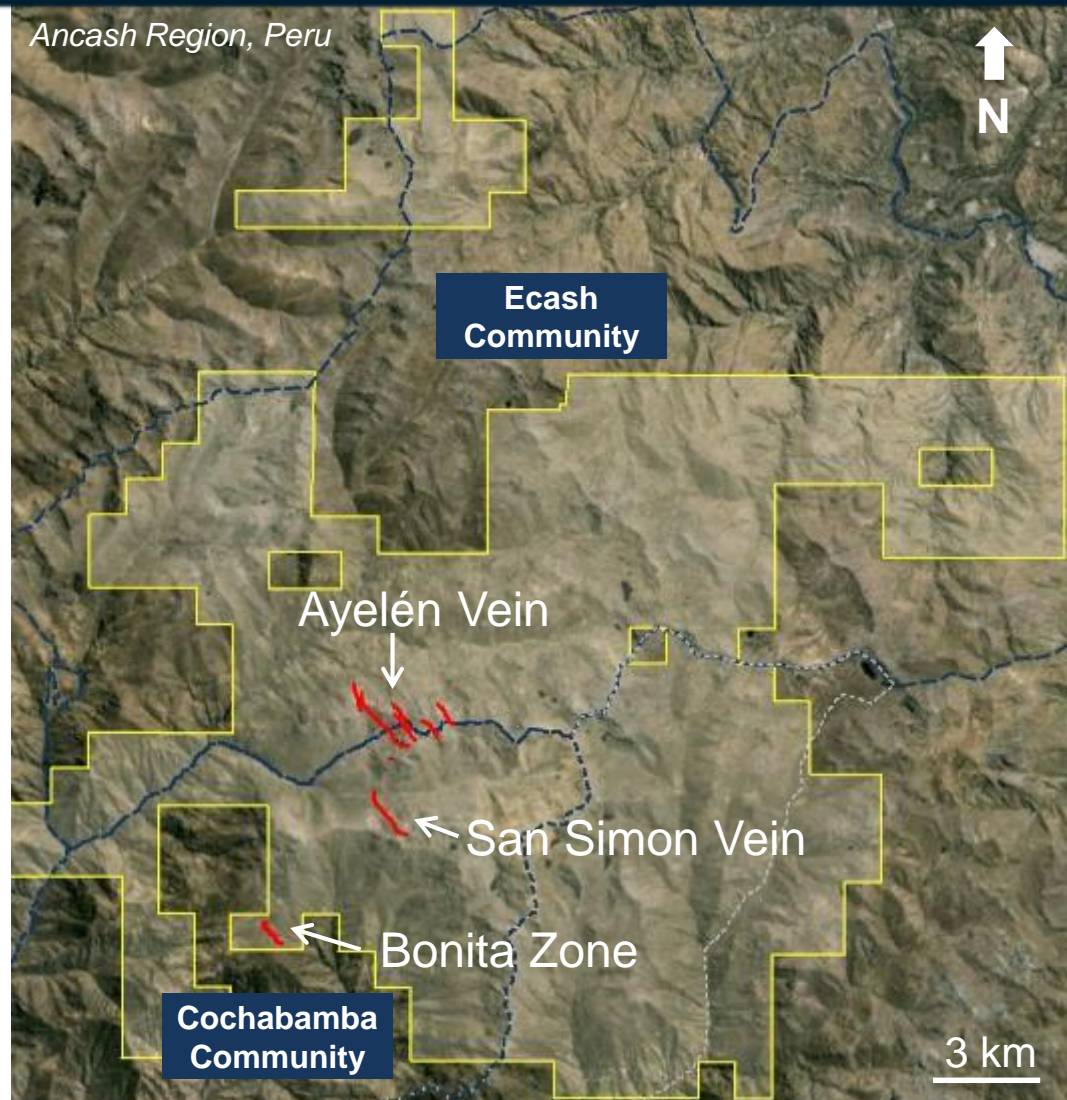 Ancash Region, Peru
N
Ecash
Community
Ayelén Vein
San Simon Vein
Bonita Zone
Cochabamba
Community
3 km